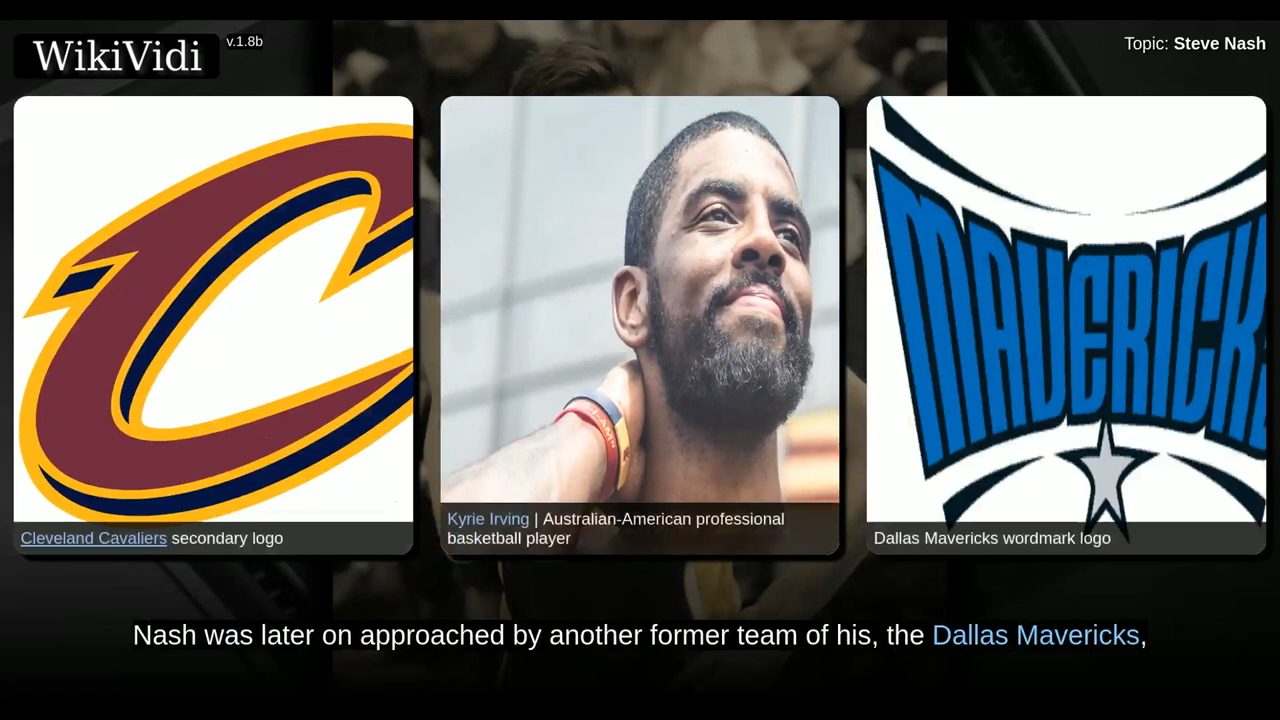 WikiVidi v.1.8b
Topic: Steve Nash
MAVERICK
Cleveland Cavaliers secondary logo
Kyrie Irving | Australian-American professional
basketball player
Dallas Mavericks wordmark logo
Nash was later on approached by another former team of his, the Dallas Mavericks,